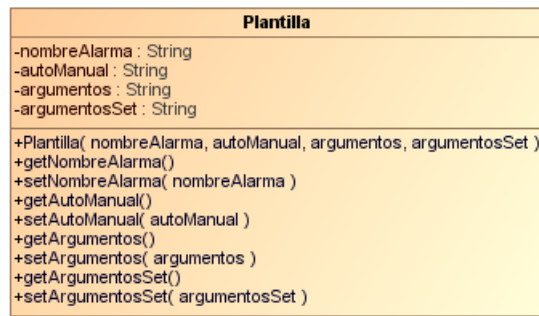 Plantilla
-nombreAlarma : String
-autoManual : String
-argumentos : String
-argumentosSet : String
+Plantilla( nombreAlarma, autoManual, argumentos, argumentosSet )
+getNombreAlarma()
+setNombreAlarma( nombreAlarma )
+getAutoManual()
+setAutoManual( autoManual )
+getArgumentos()
+setArgumentos( argumentos )
+getArgumentosSet()
+setArgumentosSet( argumentosSet )